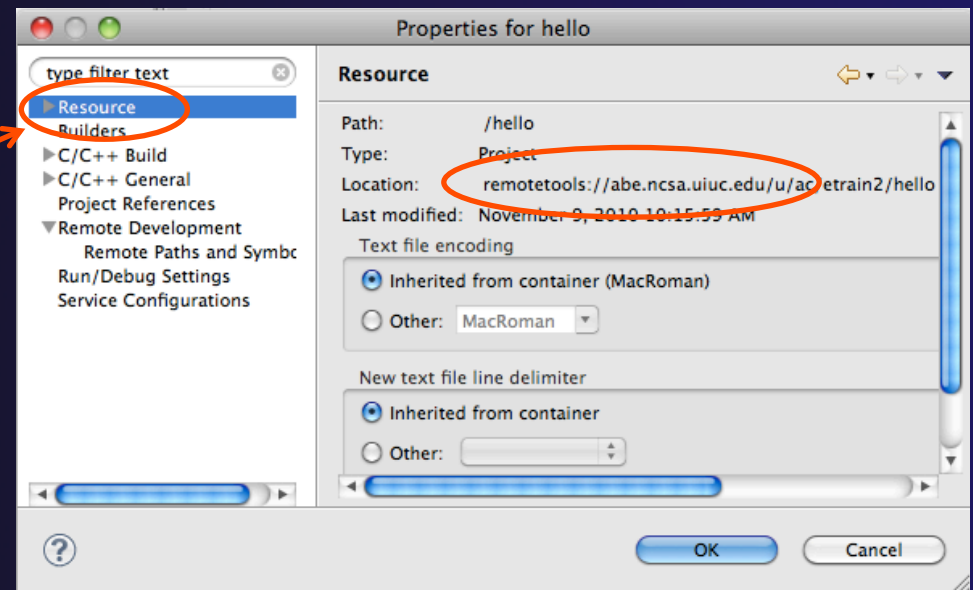 Properties for hello
type filter text
Resource
Builders
C/C++ Build
C/C++ General
Project References
Remote Development
Remote Paths and Symbc
Run/Debug Settings
Service Configurations
Resource
Path: /hello
Type: Project
Location: remotetools://abe.ncsa.uiuc.edu/u/ac/etrain2/hello
Last modified: November 9, 2010 10:15:59 AM
Text file encoding
Inherited from container (MacRoman)
Other: MacRoman
New text file line delimiter
Inherited from container
Other:
?
OK
Cancel